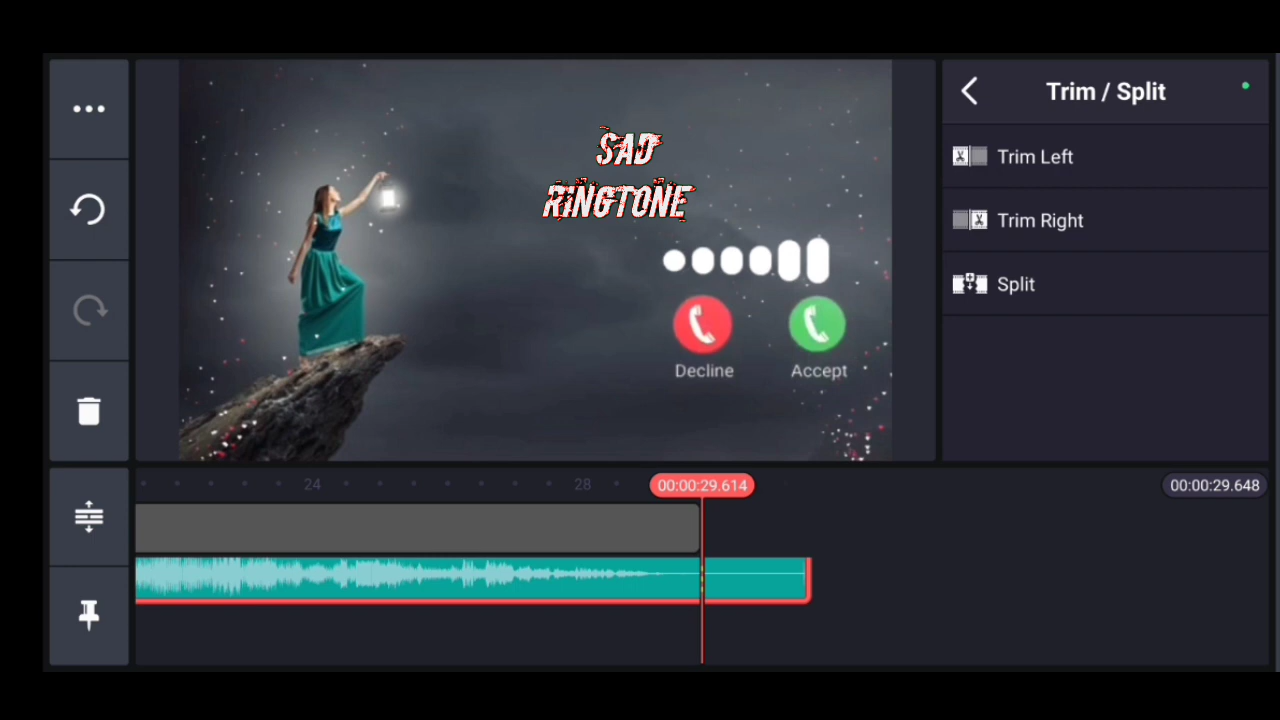 Trim / Split
Trim Left
Trim Right
Split
SAD
RINGTONE
Decline
Accept
24
28
00:00:29.614
00:00:29.648